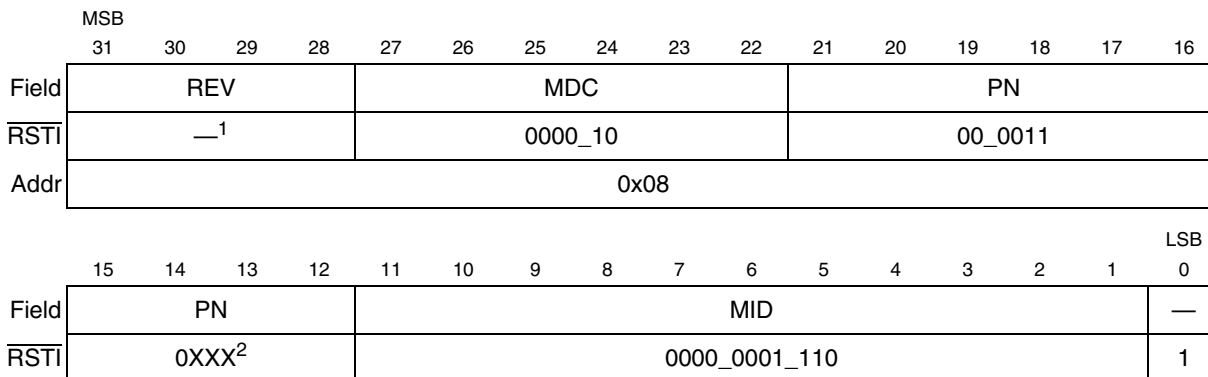 MSB
31 30 29 28 27 26 25 24 23 22 21 20 19 18 17 16
Field REV MDC PN
RSTI —1 0000_10 00_0011
Addr 0x08
LSB
15 14 13 12 11 10 9 8 7 6 5 4 3 2 1 0
Field PN MID —
RSTI 0XXX2 0000_0001_110 1